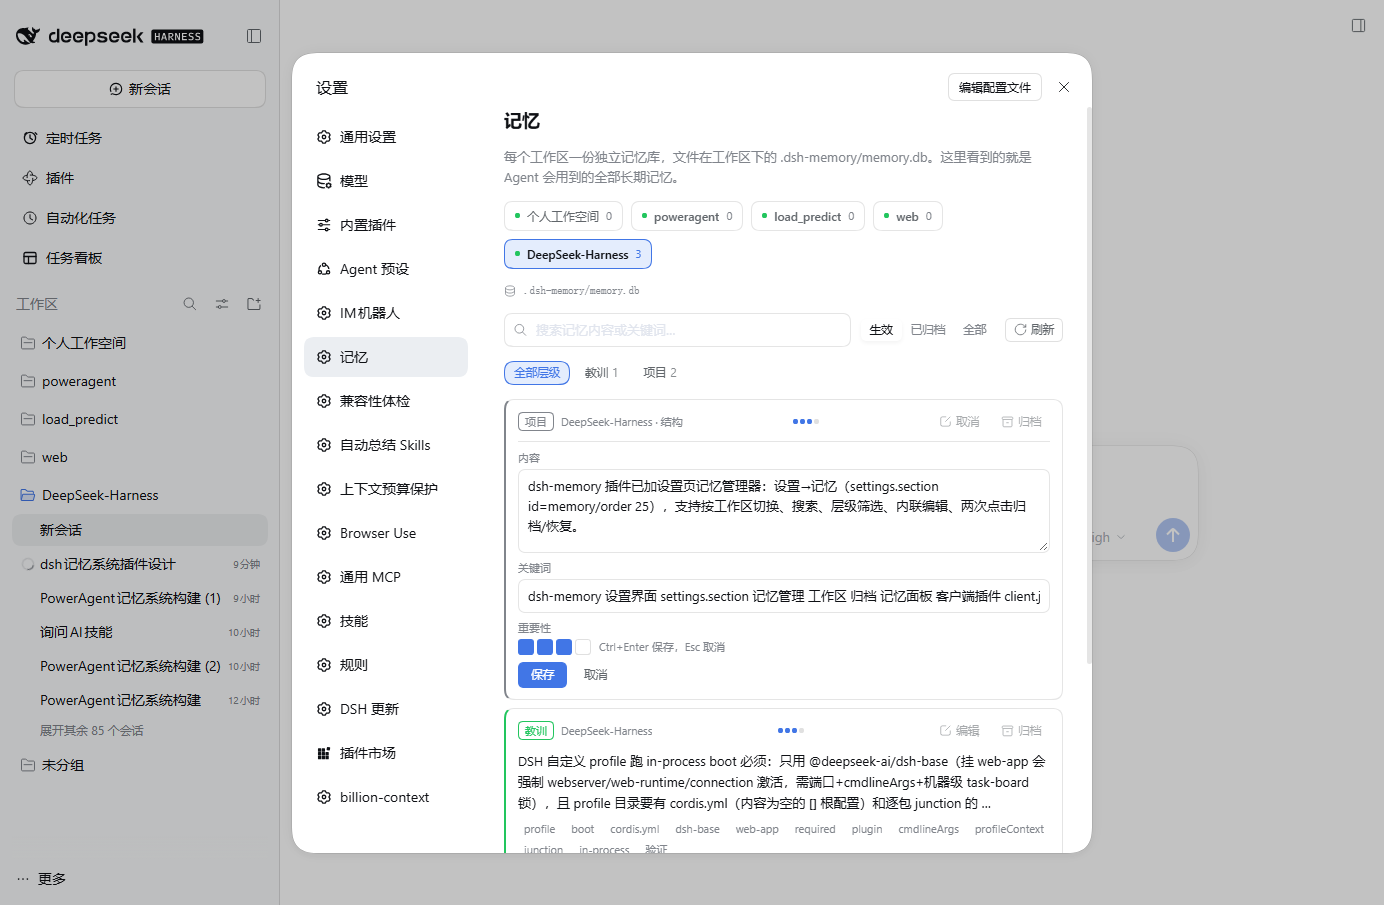 deepseek HARNESS
新会话
定时任务
插件
自动化任务
任务看板
工作区
个人工作空间
poweragent
load_predict
web
DeepSeek-Harness
新会话
dsh记忆系统插件设计 9分钟
PowerAgent记忆系统构建 (1) 9小时
询问AI技能 10小时
PowerAgent记忆系统构建 (2) 10小时
PowerAgent记忆系统构建 12小时
展开其余 85 个会话
未分组
··· 更多
设置
编辑配置文件
通用设置
模型
内置插件
Agent 预设
IM机器人
记忆
兼容性体检
自动总结 Skills
上下文预算保护
Browser Use
通用 MCP
技能
规则
DSH 更新
插件市场
billion-context
记忆
每个工作区一份独立记忆库，文件在工作区下的 .dsh-memory/memory.db。这里看到的就是
Agent 会用到的全部长期记忆。
个人工作空间 0 poweragent 0 load_predict 0 web 0
DeepSeek-Harness 3
.dsh-memory/memory.db
搜索记忆内容或关键词... 生效 已归档 全部 刷新
全部层级 教训 1 项目 2
项目 DeepSeek-Harness · 结构 取消 归档
内容
dsh-memory 插件已加设置页记忆管理器：设置→记忆（settings.section
id=memory/order 25），支持按工作区切换、搜索、层级筛选、内联编辑、两次点击归
档/恢复。
关键词
dsh-memory 设置界面 settings.section 记忆管理 工作区 归档 记忆面板 客户端插件 client.j
重要性
Ctrl+Enter 保存，Esc 取消
保存 取消
教训 DeepSeek-Harness 编辑 归档
DSH 自定义 profile 跑 in-process boot 必须：只用 @deepseek-ai/dsh-base（挂 web-app 会
强制 webserver/web-runtime/connection 激活，需端口+cmdlineArgs+机器级 task-board
锁），且 profile 目录要有 cordis.yml（内容为空的 [] 根配置）和逐包 junction 的 ...
profile boot cordis.yml dsh-base web-app required plugin cmdlineArgs profileContext
junction in-process 验证
igh